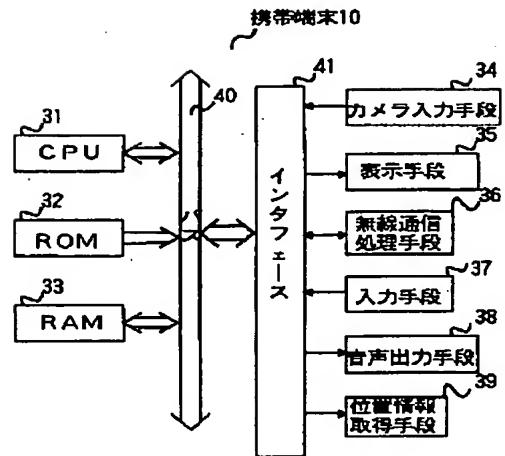 携帯端末10
31
CPU
32
ROM
33
RAM
40
バス
41
インタフェース
34
カメラ入力手段
35
表示手段
36
無線通信
処理手段
37
入力手段
38
音声出力手段
39
位置情報
取得手段